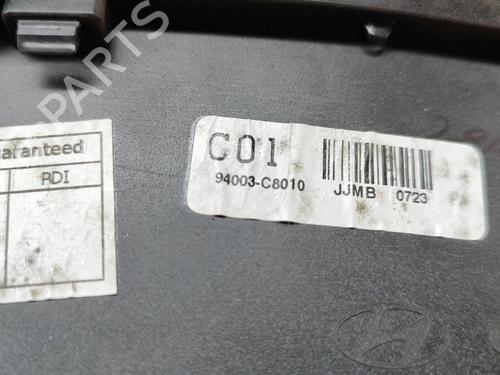 PARTS
aranteed
PDI
C01
94003-C8010
JJMB 0723